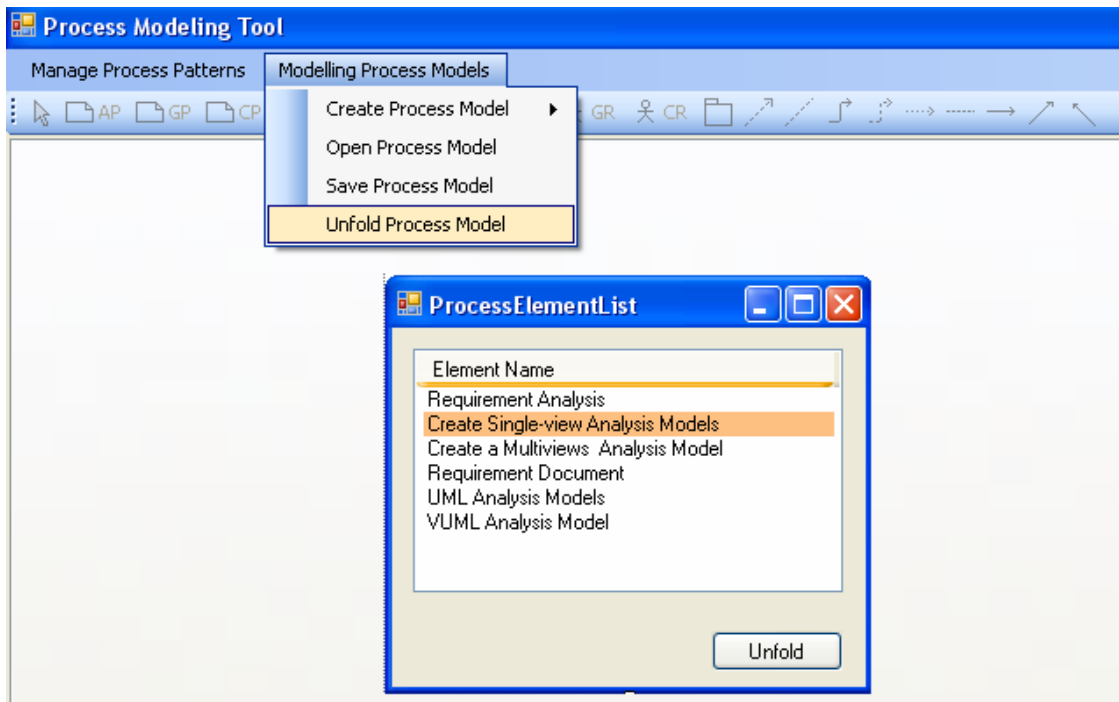 Process Modeling Tool
Manage Process Patterns Modelling Process Models
AP GP CP GR CR
Create Process Model
Open Process Model
Save Process Model
Unfold Process Model
ProcessElementList
Element Name
Requirement Analysis
Create Single-view Analysis Models
Create a Multiviews Analysis Model
Requirement Document
UML Analysis Models
VUML Analysis Model
Unfold